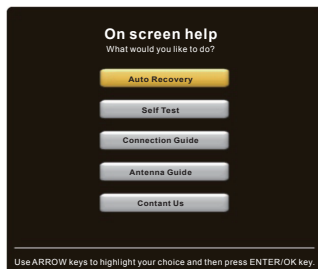 On screen help
What would you like to do?
Auto Recovery
Self Test
Connection Guide
Antenna Guide
Contant Us
Use ARROW keys to highlight your choice and then press ENTER/OK key.